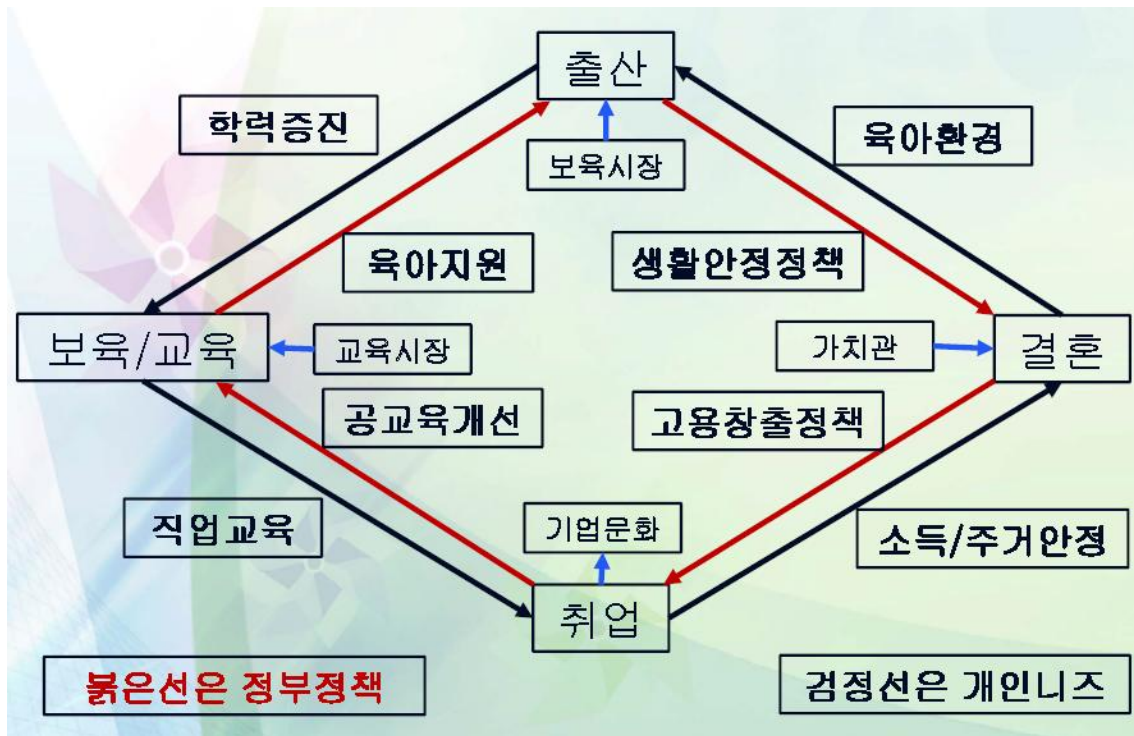 출산
학력증진
육아환경
보육시장
육아지원
생활안정정책
보육/교육
교육시장
가치관
결혼
공교육개선
고용창출정책
직업교육
기업문화
소득/주거안정
취업
붉은선은 정부정책
검정선은 개인니즈